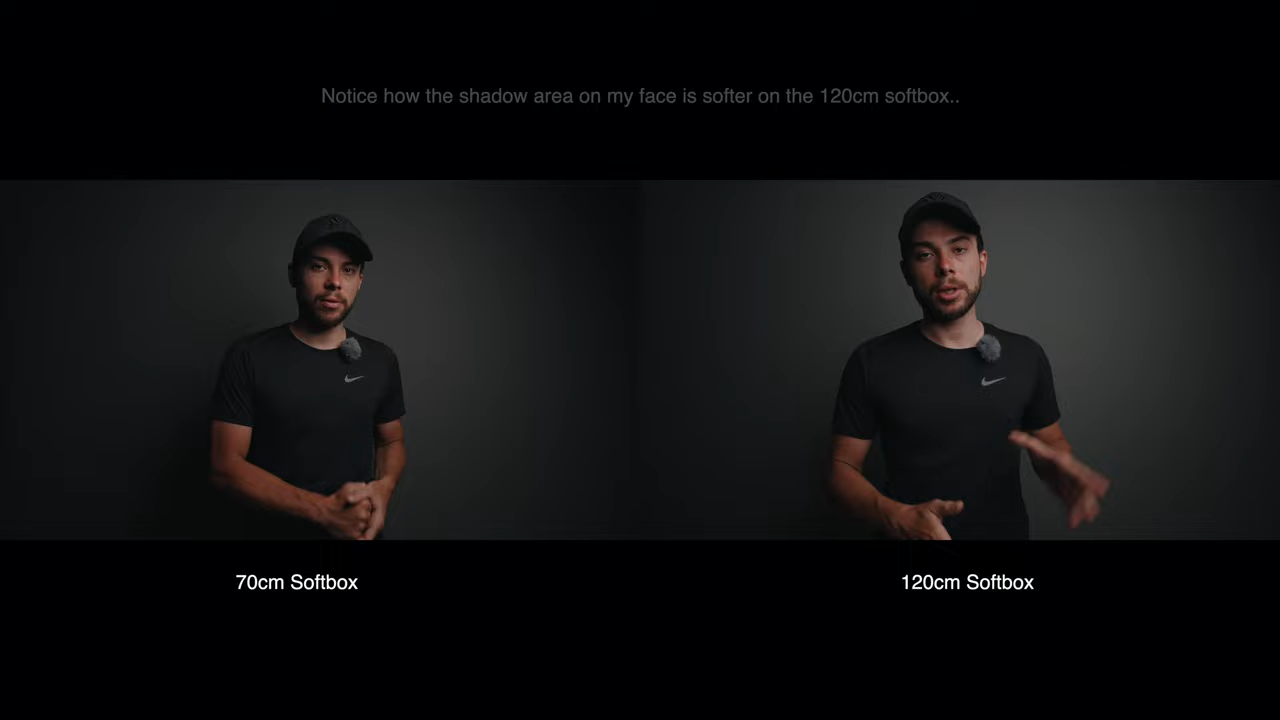 Notice how the shadow area on my face is softer on the 120cm softbox..
70cm Softbox
120cm Softbox